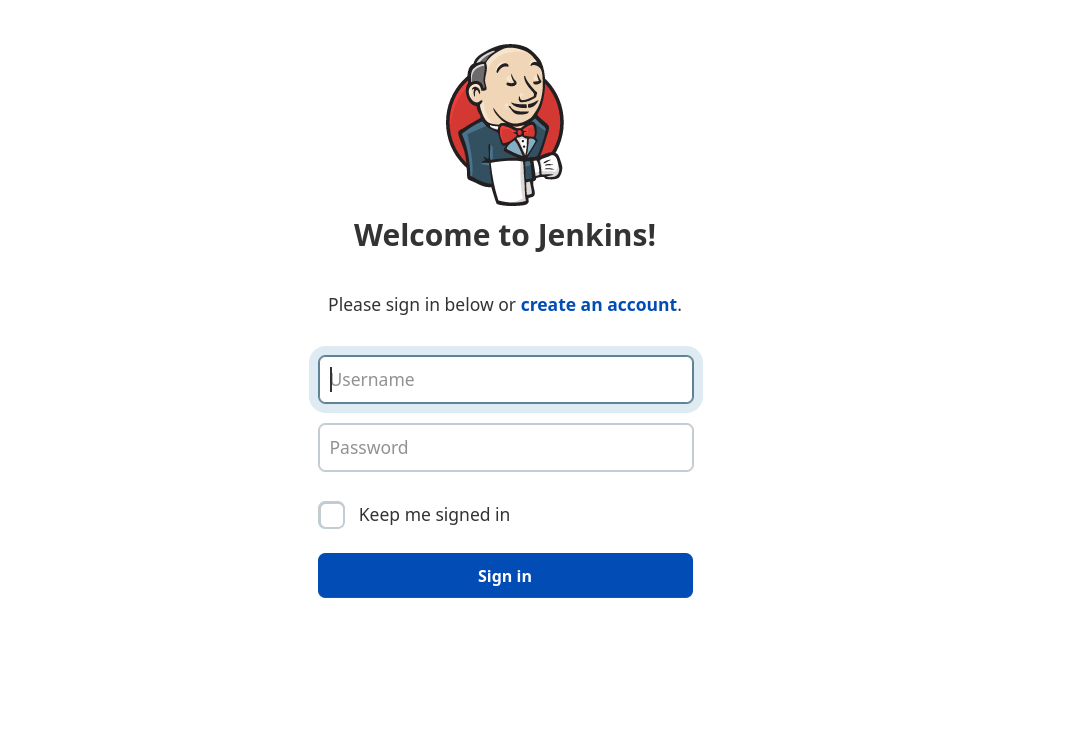 Welcome to Jenkins!
Please sign in below or create an account.
Username
Password
Keep me signed in
Sign in